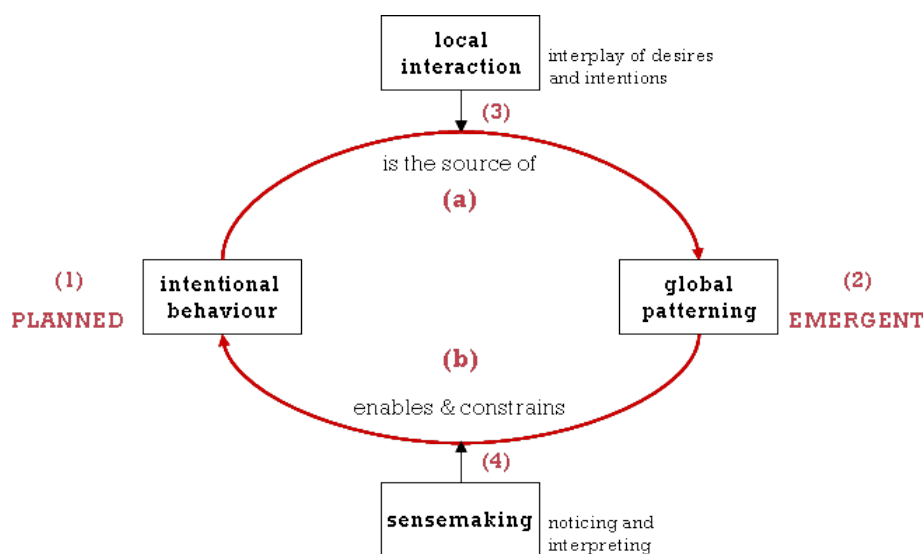 local
interaction
interplay of desires
and intentions
(3)
is the source of
(a)
(1)
PLANNED
intentional
behaviour
global
patterning
(2)
EMERGENT
(b)
enables & constrains
(4)
sensemaking
noticing and
interpreting